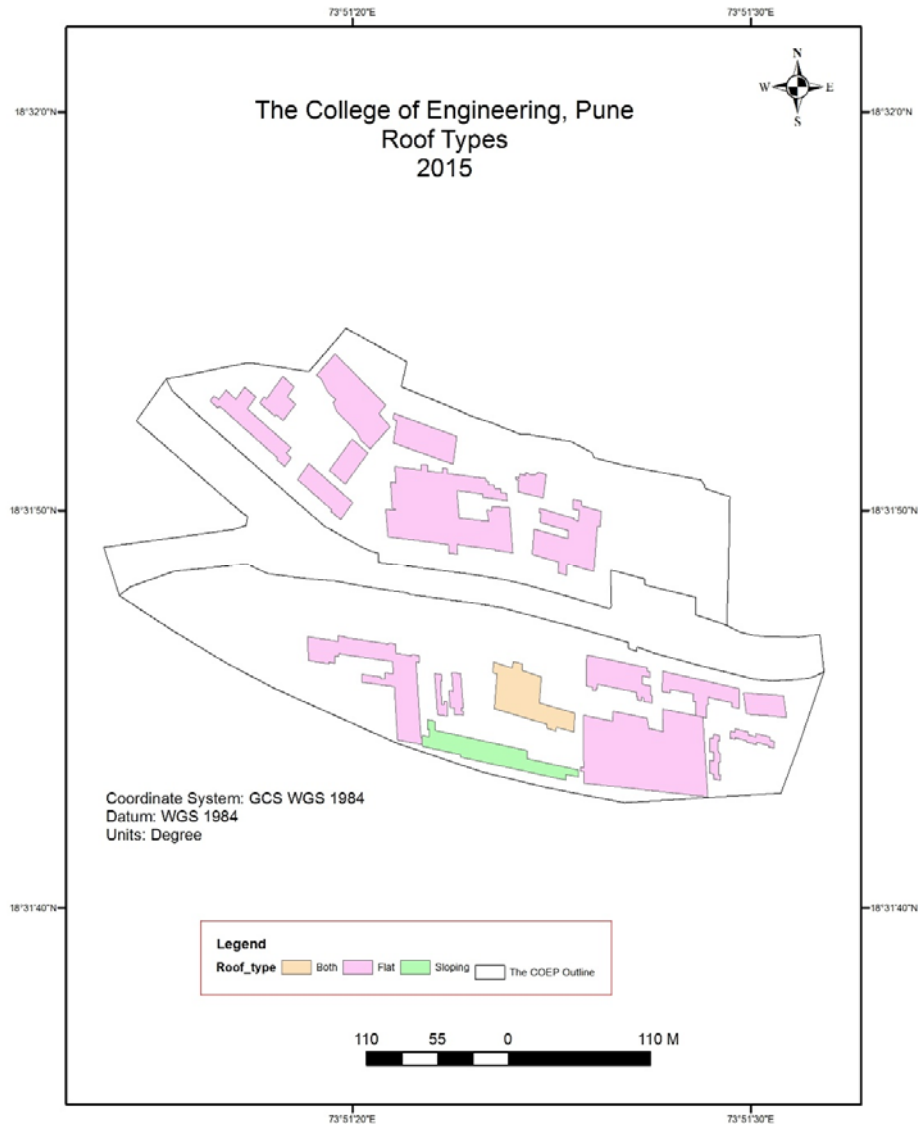 73°51'20"E 73°51'30"E
N
W E
S
18°32'0"N 18°32'0"N
The College of Engineering, Pune
Roof Types
2015
18°31'50"N 18°31'50"N
Coordinate System: GCS WGS 1984
Datum: WGS 1984
Units: Degree
18°31'40"N 18°31'40"N
Legend
Roof_type Both Flat Sloping The COEP Outline
110 55 0 110 M
73°51'20"E 73°51'30"E